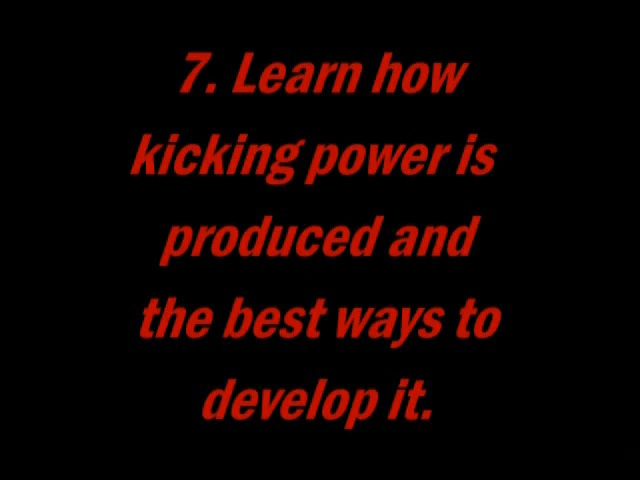 7. Learn how
kicking power is
produced and
the best ways to
develop it.